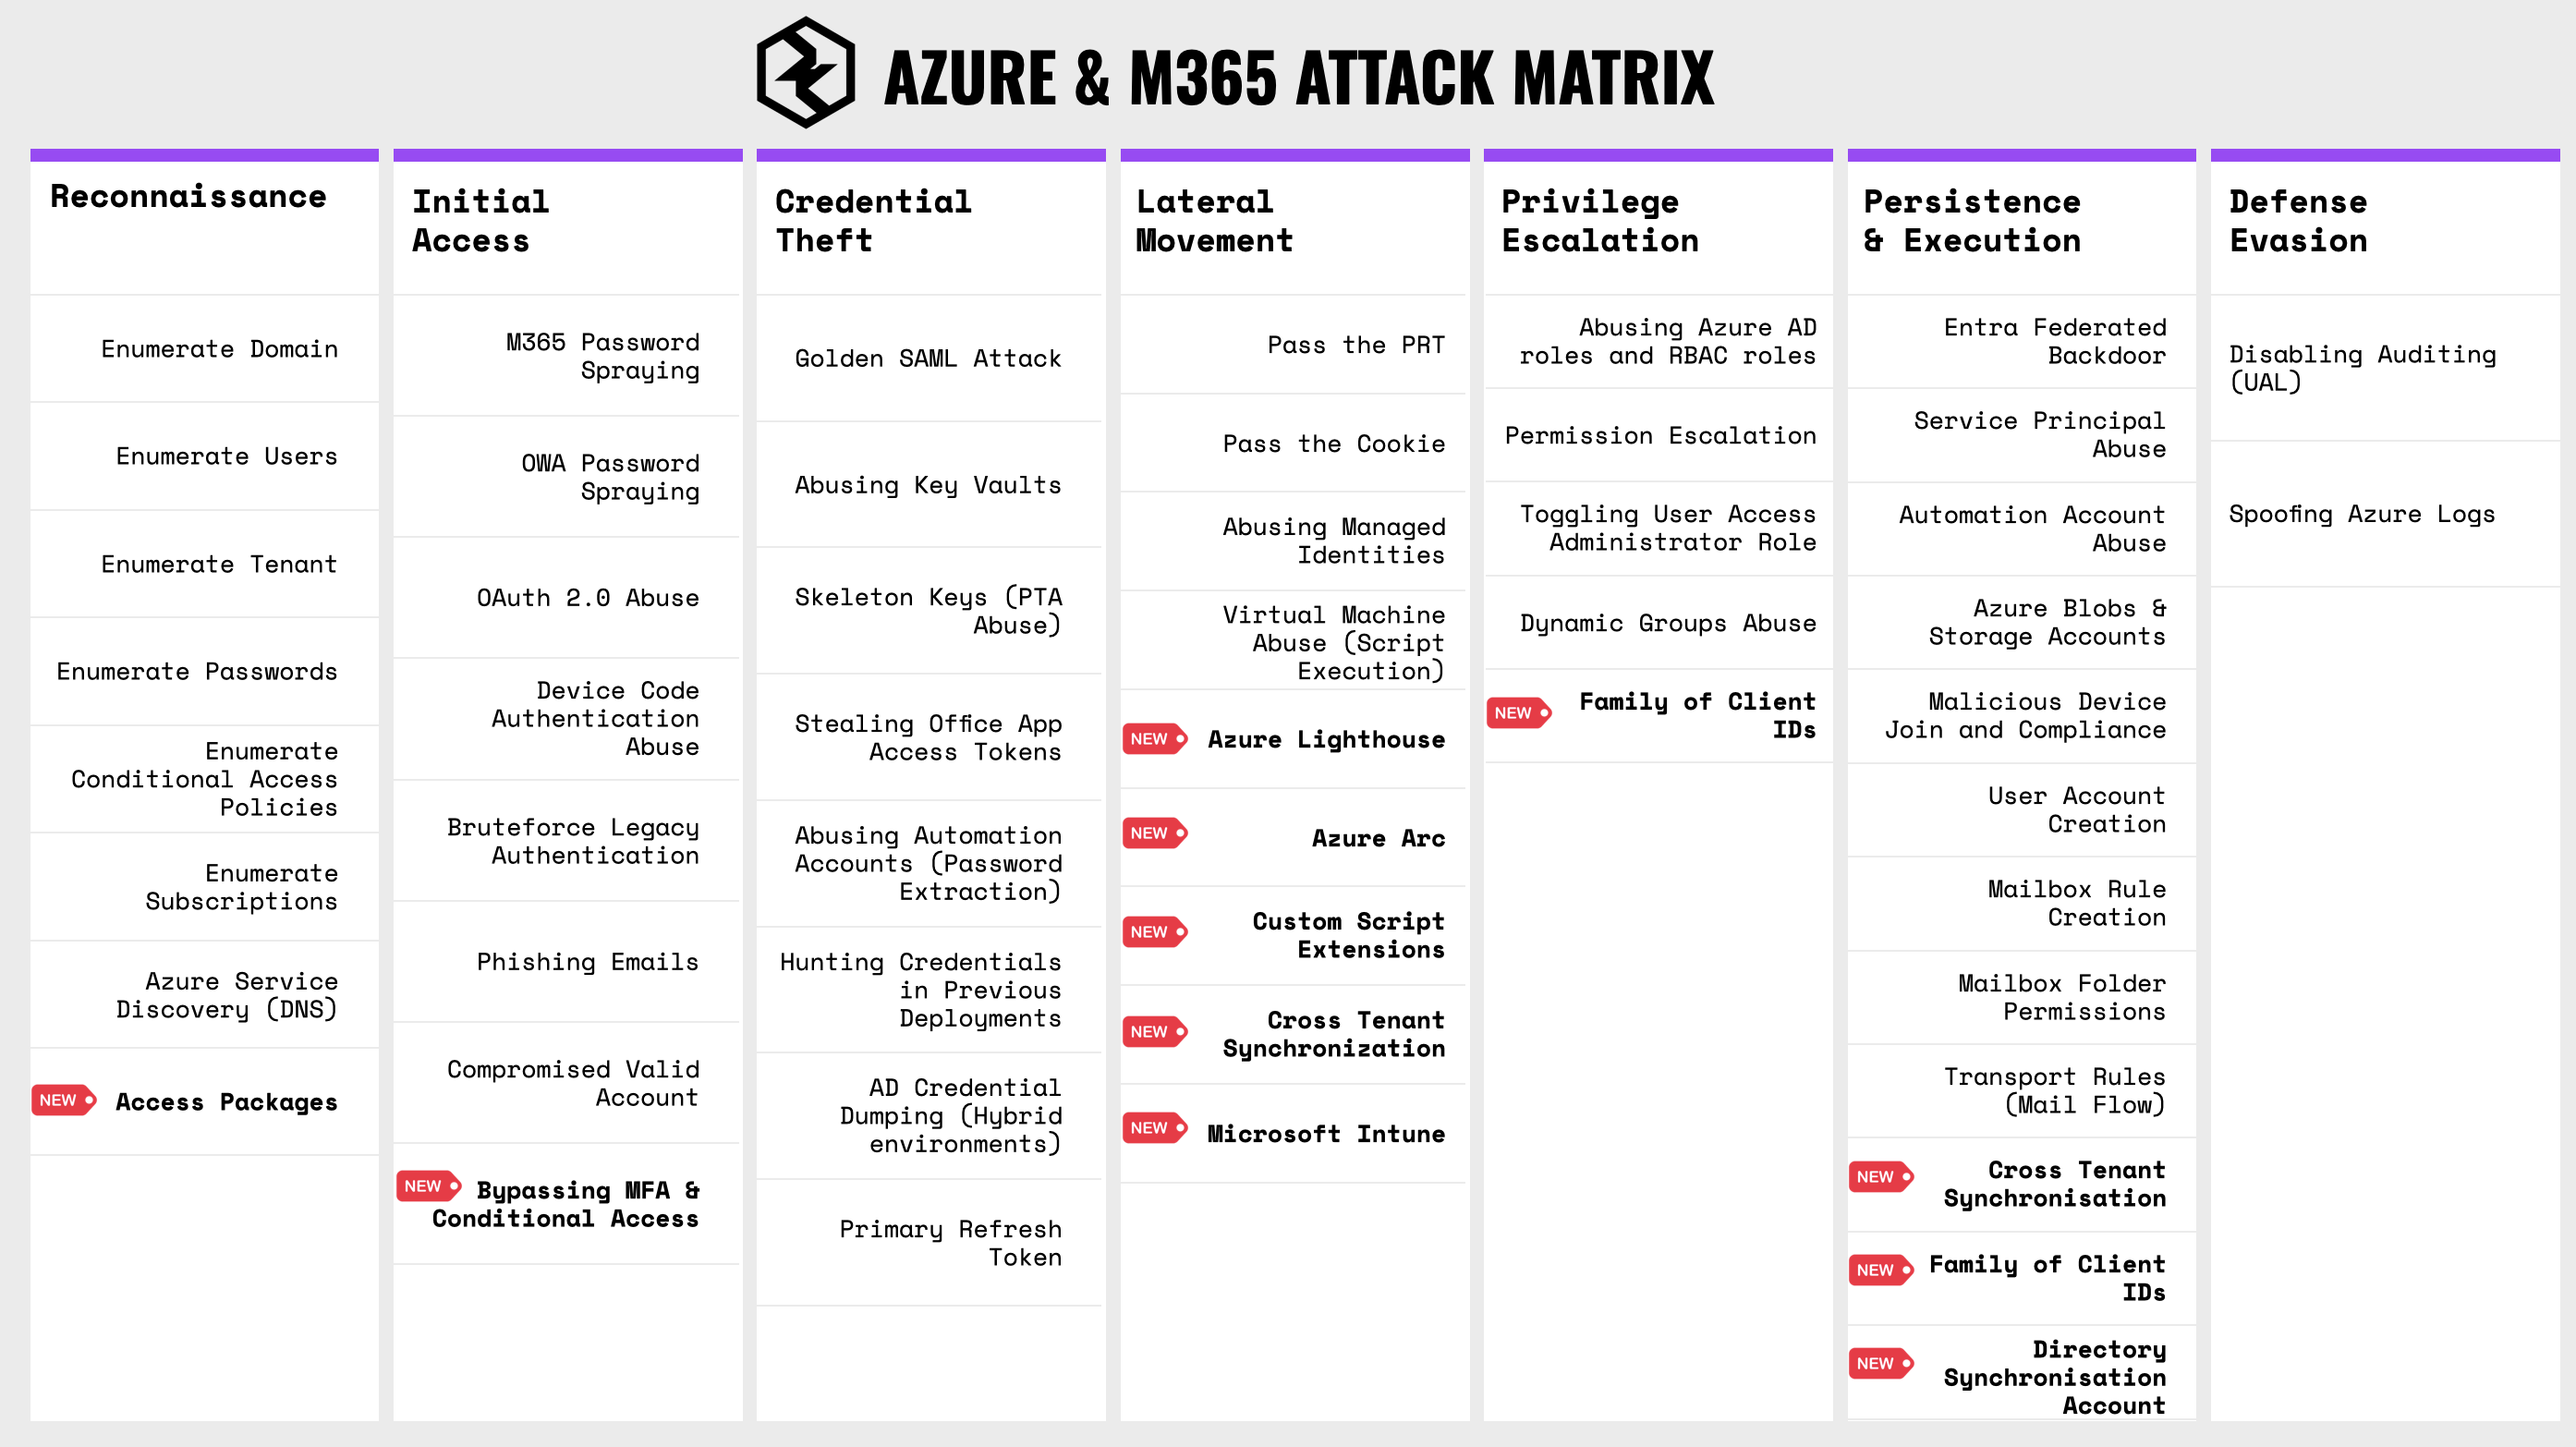 AZURE & M365 ATTACK MATRIX
Reconnaissance
Enumerate Domain
Enumerate Users
Enumerate Tenant
Enumerate Passwords
Enumerate
Conditional Access
Policies
Enumerate
Subscriptions
Azure Service
Discovery (DNS)
NEW Access Packages
Initial
Access
M365 Password
Spraying
OWA Password
Spraying
OAuth 2.0 Abuse
Device Code
Authentication
Abuse
Bruteforce Legacy
Authentication
Phishing Emails
Compromised Valid
Account
NEW Bypassing MFA &
Conditional Access
Credential
Theft
Golden SAML Attack
Abusing Key Vaults
Skeleton Keys (PTA
Abuse)
Stealing Office App
Access Tokens
Abusing Automation
Accounts (Password
Extraction)
Hunting Credentials
in Previous
Deployments
AD Credential
Dumping (Hybrid
environments)
Primary Refresh
Token
Lateral
Movement
Pass the PRT
Pass the Cookie
Abusing Managed
Identities
Virtual Machine
Abuse (Script
Execution)
NEW Azure Lighthouse
NEW Azure Arc
NEW Custom Script
Extensions
NEW Cross Tenant
Synchronization
NEW Microsoft Intune
Privilege
Escalation
Abusing Azure AD
roles and RBAC roles
Permission Escalation
Toggling User Access
Administrator Role
Dynamic Groups Abuse
NEW Family of Client
IDs
Persistence
& Execution
Entra Federated
Backdoor
Service Principal
Abuse
Automation Account
Abuse
Azure Blobs &
Storage Accounts
Malicious Device
Join and Compliance
User Account
Creation
Mailbox Rule
Creation
Mailbox Folder
Permissions
Transport Rules
(Mail Flow)
NEW Cross Tenant
Synchronisation
NEW Family of Client
IDs
NEW Directory
Synchronisation
Account
Defense
Evasion
Disabling Auditing
(UAL)
Spoofing Azure Logs